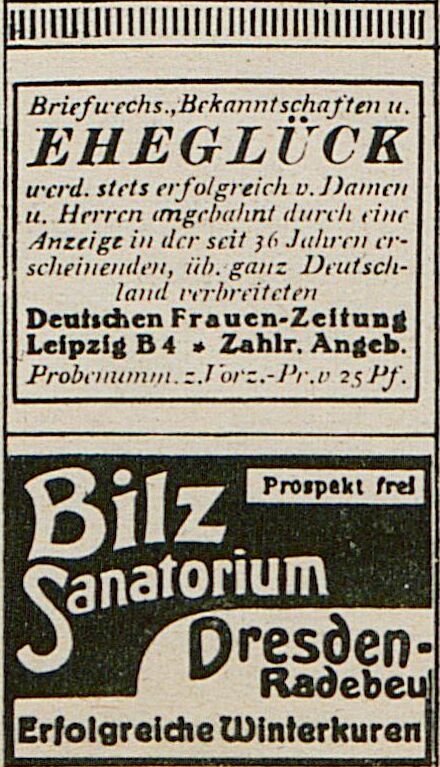 Briefwechs., Bekanntschaften u.
EHEGLÜCK
werd. stets erfolgreich v. Damen
u. Herren angebahnt durch eine
Anzeige in der seit 36 Jahren er-
scheinenden, üb. ganz Deutsch-
land verbreiteten
Deutschen Frauen-Zeitung
Leipzig B 4 * Zahlr. Angeb.
Probenumm. z. Vorz.-Pr. v 25 Pf.
Bilz
Prospekt frei
Sanatorium
Dresden-
Radebeul
Erfolgreiche Winterkuren